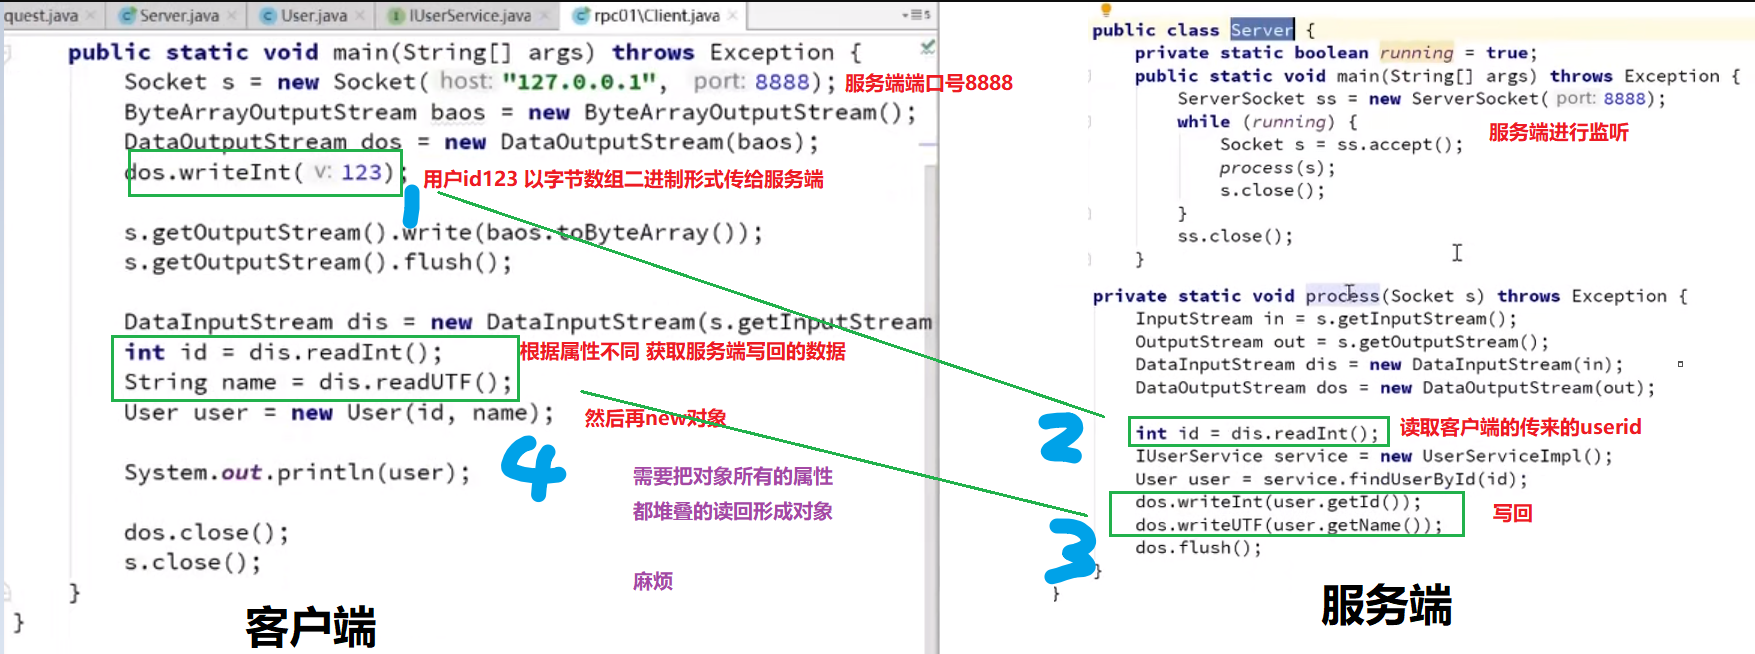 quest.java
Server.java
User.java
IUserService.java
rpc01\Client.java
public static void main(String[] args) throws Exception {
Socket s = new Socket( host: "127.0.0.1", port: 8888); 服务端端口号8888
ByteArrayOutputStream baos = new ByteArrayOutputStream();
DataOutputStream dos = new DataOutputStream(baos);
dos.writeInt( v: 123); 用户id123 以字节数组二进制形式传给服务端
1
s.getOutputStream().write(baos.toByteArray());
s.getOutputStream().flush();
DataInputStream dis = new DataInputStream(s.getInputStream
int id = dis.readInt(); 根据属性不同 获取服务端写回的数据
String name = dis.readUTF();
User user = new User(id, name); 然后再new对象
4
System.out.println(user); 需要把对象所有的属性
都堆叠的读回形成对象
dos.close();
s.close();
麻烦
}
}
客户端
public class Server {
private static boolean running = true;
public static void main(String[] args) throws Exception {
ServerSocket ss = new ServerSocket( port: 8888);
while (running) { 服务端进行监听
Socket s = ss.accept();
process(s);
s.close();
}
ss.close();
}
private static void process(Socket s) throws Exception {
InputStream in = s.getInputStream();
OutputStream out = s.getOutputStream();
DataInputStream dis = new DataInputStream(in);
DataOutputStream dos = new DataOutputStream(out);
2
int id = dis.readInt(); 读取客户端的传来的userid
IUserService service = new UserServiceImpl();
User user = service.findUserById(id);
dos.writeInt(user.getId());
dos.writeUTF(user.getName()); 写回
3
dos.flush();
}
}
服务端